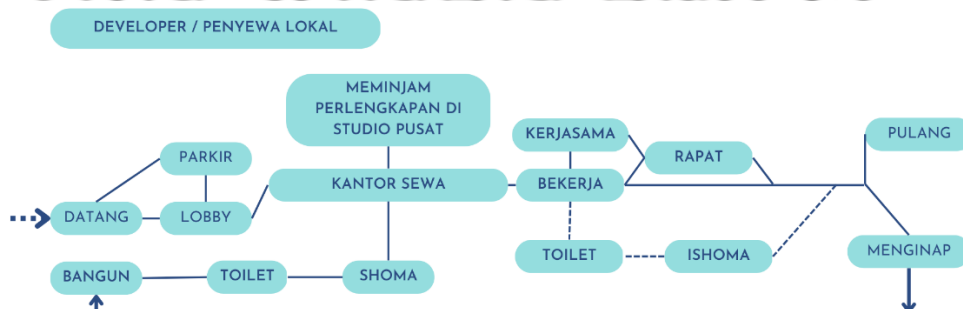 DEVELOPER / PENYEWA LOKAL
MEMINJAM
PERLENGKAPAN DI
STUDIO PUSAT
KERJASAMA
PULANG
PARKIR
RAPAT
KANTOR SEWA
BEKERJA
DATANG
LOBBY
TOILET
ISHOMA
MENGINAP
BANGUN
TOILET
SHOMA